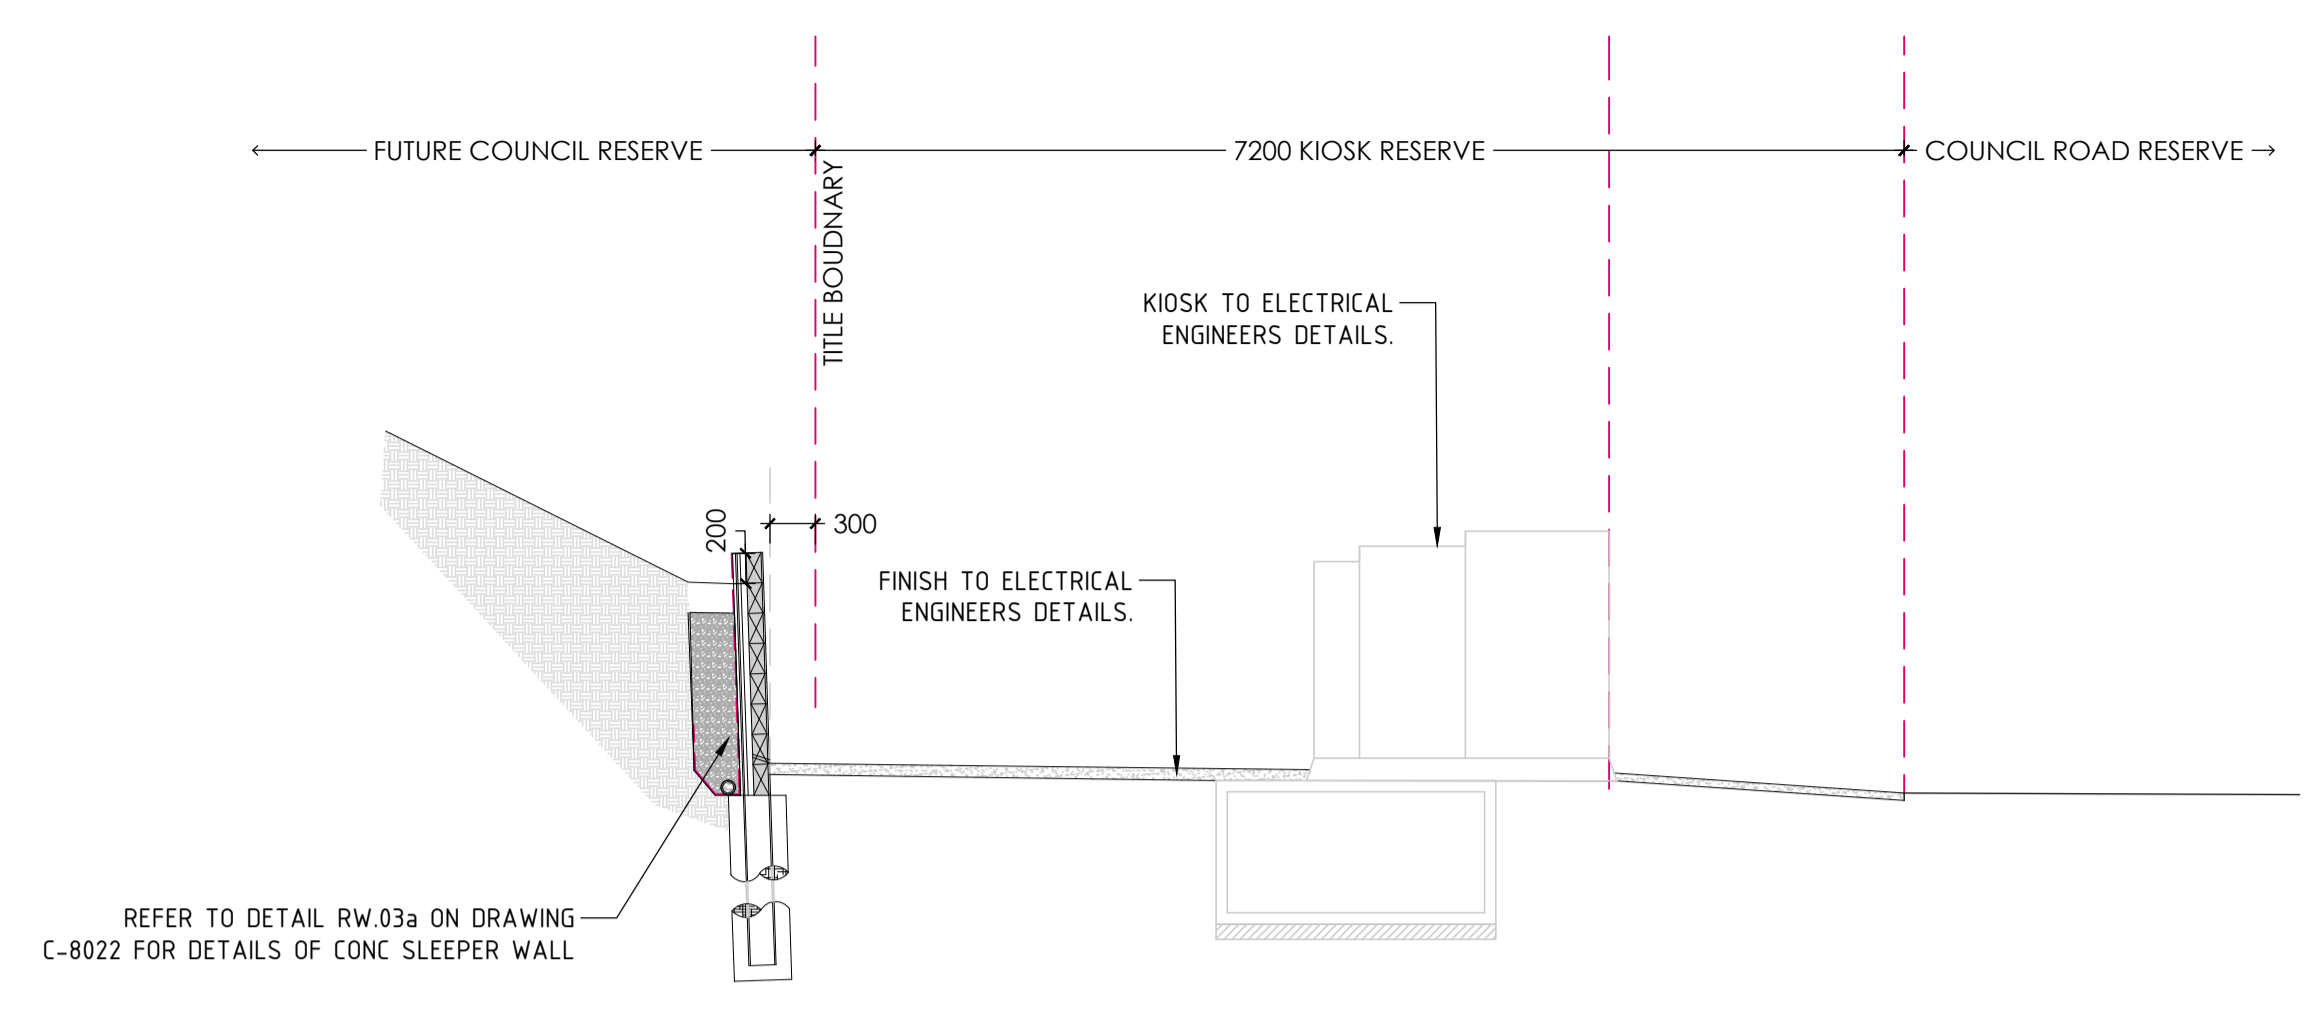 FUTURE COUNCIL RESERVE
7200 KIOSK RESERVE
COUNCIL ROAD RESERVE
TITLE BOUDNARY
KIOSK TO ELECTRICAL
ENGINEERS DETAILS.
200
300
FINISH TO ELECTRICAL
ENGINEERS DETAILS.
REFER TO DETAIL RW.03a ON DRAWING
C-8022 FOR DETAILS OF CONC SLEEPER WALL